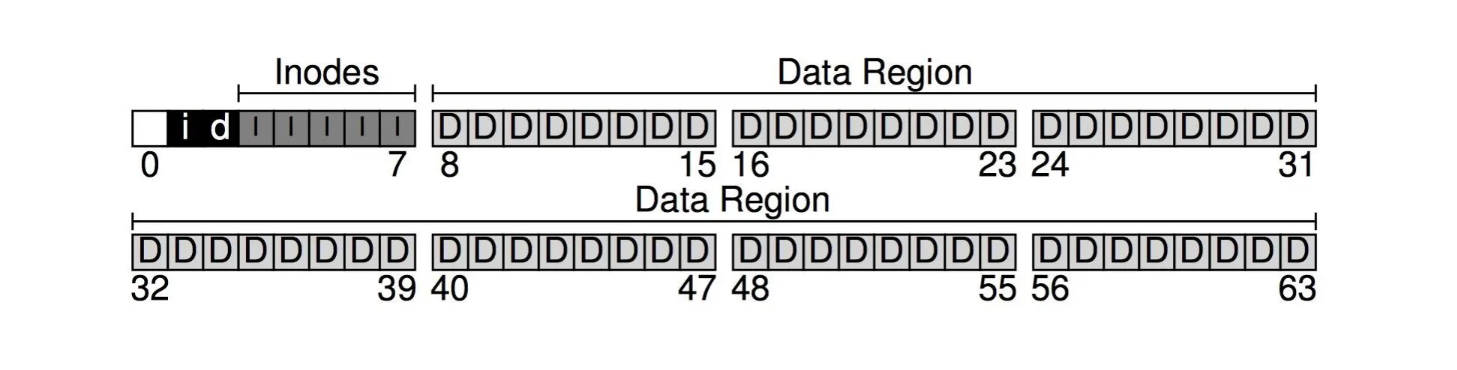 Inodes Data Region
i d I I I I I D D D D D D D D D D D D D D D D D D D D D D D D
0 7 8 15 16 23 24 31
Data Region
D D D D D D D D D D D D D D D D D D D D D D D D D D D D D D D D
32 39 40 47 48 55 56 63